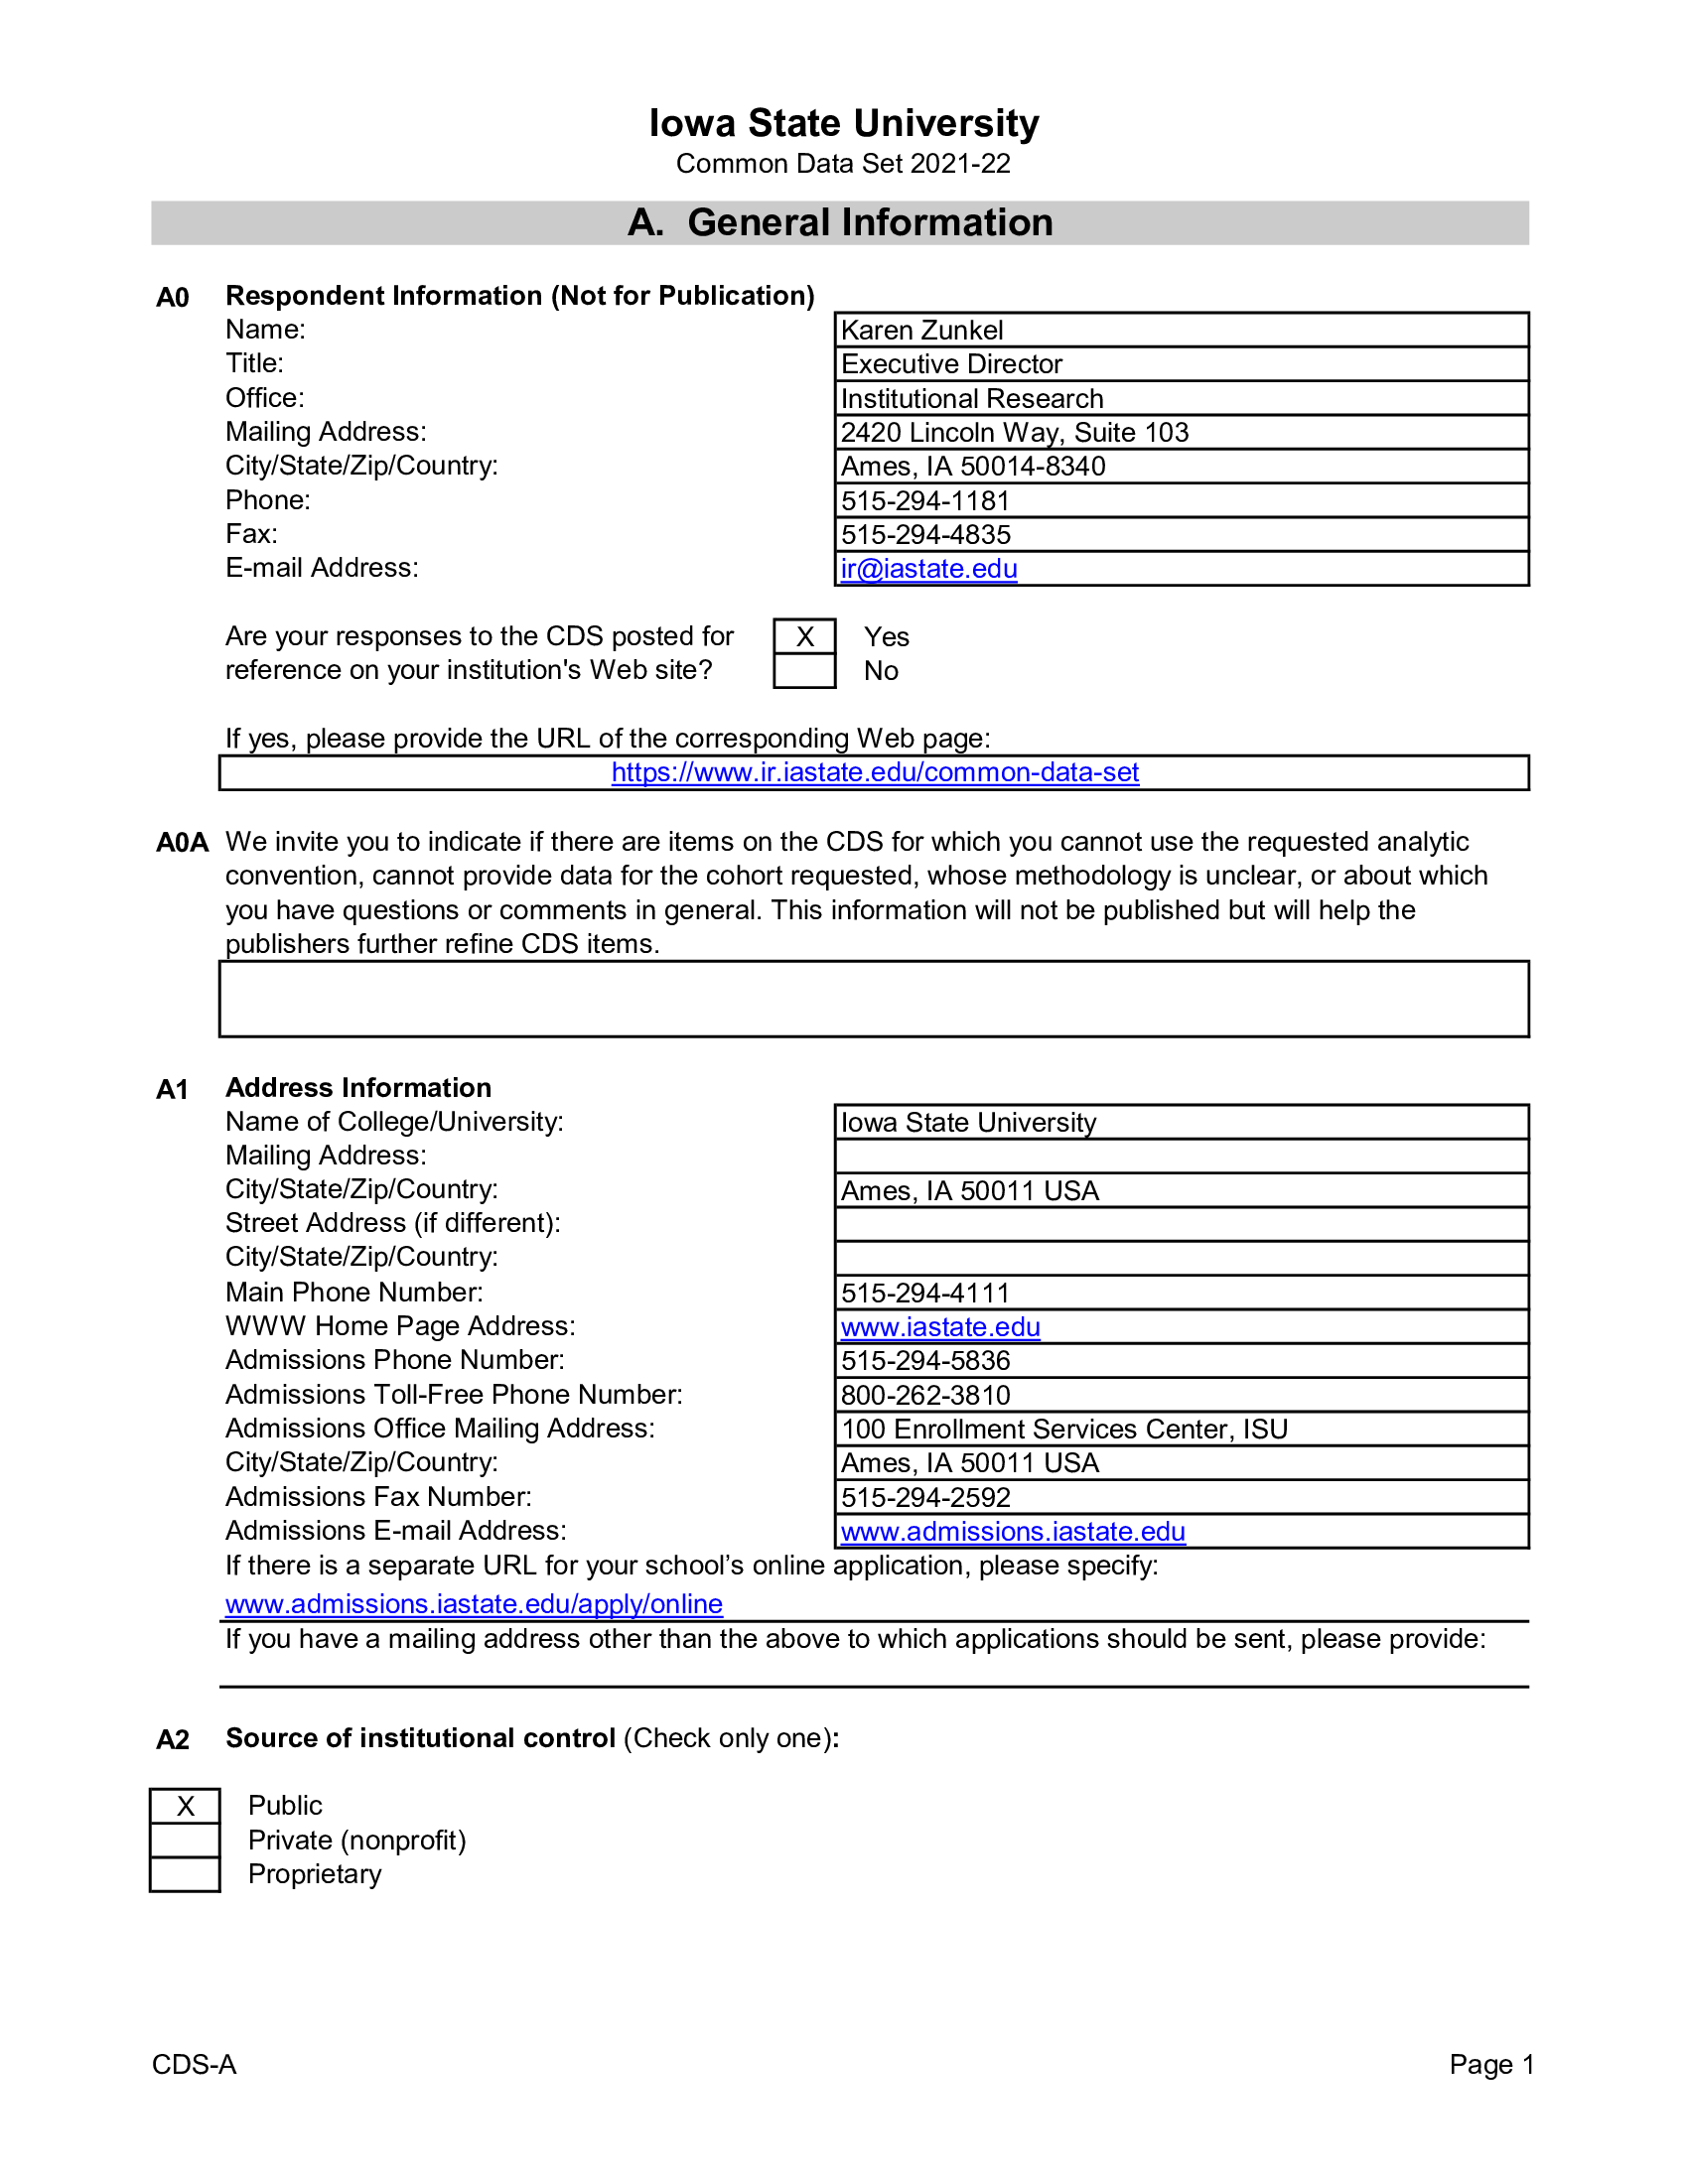 Iowa State University
Common Data Set 2021-22
A. General Information
A0 Respondent Information (Not for Publication)
Name: Karen Zunkel
Title: Executive Director
Office: Institutional Research
Mailing Address: 2420 Lincoln Way, Suite 103
City/State/Zip/Country: Ames, IA 50014-8340
Phone: 515-294-1181
Fax: 515-294-4835
E-mail Address: ir@iastate.edu
Are your responses to the CDS posted for X Yes
reference on your institution's Web site? No
If yes, please provide the URL of the corresponding Web page:
https://www.ir.iastate.edu/common-data-set
A0A We invite you to indicate if there are items on the CDS for which you cannot use the requested analytic
convention, cannot provide data for the cohort requested, whose methodology is unclear, or about which
you have questions or comments in general. This information will not be published but will help the
publishers further refine CDS items.
A1 Address Information
Name of College/University: Iowa State University
Mailing Address:
City/State/Zip/Country: Ames, IA 50011 USA
Street Address (if different):
City/State/Zip/Country:
Main Phone Number: 515-294-4111
WWW Home Page Address: www.iastate.edu
Admissions Phone Number: 515-294-5836
Admissions Toll-Free Phone Number: 800-262-3810
Admissions Office Mailing Address: 100 Enrollment Services Center, ISU
City/State/Zip/Country: Ames, IA 50011 USA
Admissions Fax Number: 515-294-2592
Admissions E-mail Address: www.admissions.iastate.edu
If there is a separate URL for your school’s online application, please specify:
www.admissions.iastate.edu/apply/online
If you have a mailing address other than the above to which applications should be sent, please provide:
A2 Source of institutional control (Check only one):
X Public
Private (nonprofit)
Proprietary
CDS-A Page 1